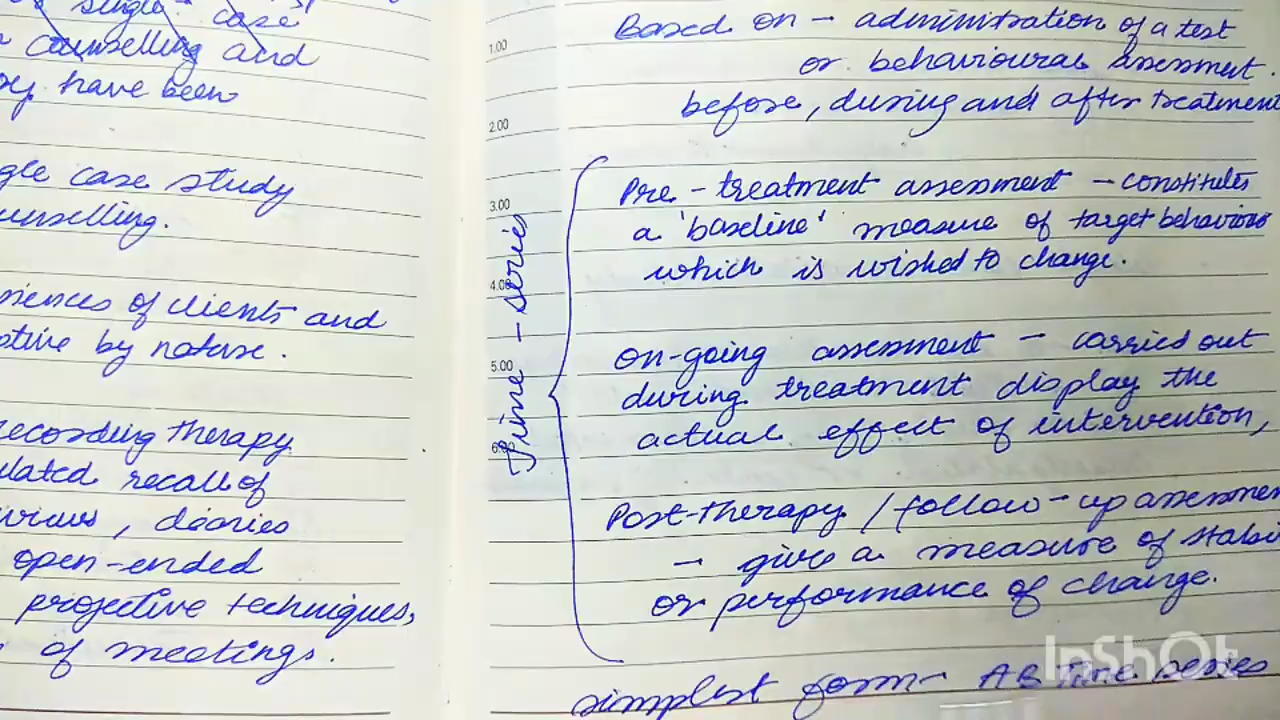 single - case
counselling and
have been
gle case study
unselling.
riences of clients and
ptive by nature.
recording therapy
ulated recall of
views, diaries
open-ended
projective techniques,
of meetings.
1.00
2.00
3.00
4.00
5.00
6.00
Time-series
Based on - administration of a test
or behavioural assessment.
before, during and after treatment
Pre-treatment assessment - constitutes
a 'baseline' measure of target behaviour
which is wished to change.
On-going assessment - carried out
during treatment display the
actual effect of intervention,
Post-therapy / follow-up assessmen
- give a measure of stabi
or performance of change.
simplest form - AB Time series
InShOt